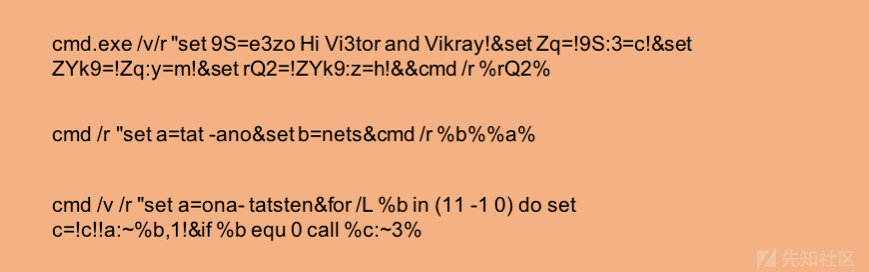 cmd.exe /v/r "set 9S=e3zo Hi Vi3tor and Vikray!&set Zq=!9S:3=c!&set
ZYk9=!Zq:y=m!&set rQ2=!ZYk9:z=h!&&cmd /r %rQ2%
cmd /r "set a=tat -ano&set b=nets&cmd /r %b%%a%
cmd /v /r "set a=ona- tatsten&for /L %b in (11 -1 0) do set
c=!c!!a:~%b,1!&if %b equ 0 call %c:~3%
先知社区